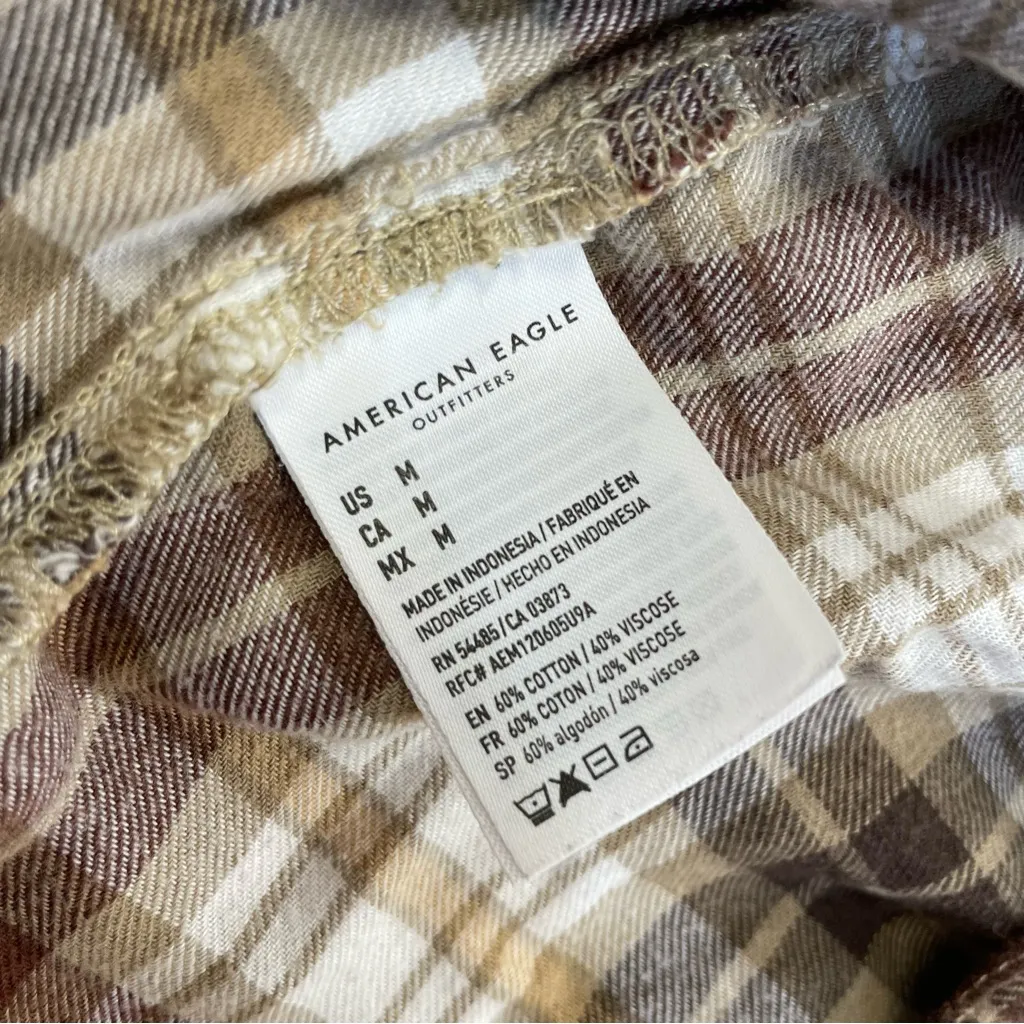 AMERICAN EAGLE
OUTFITTERS
US M
CA M
MX M
MADE IN INDONESIA / FABRIQUÉ EN
INDONÉSIE / HECHO EN INDONESIA
RN 54485/CA 03873
RFC# AEM120605U9A
EN 60% COTTON / 40% VISCOSE
FR 60% COTON / 40% VISCOSE
SP 60% algodón / 40% viscosa